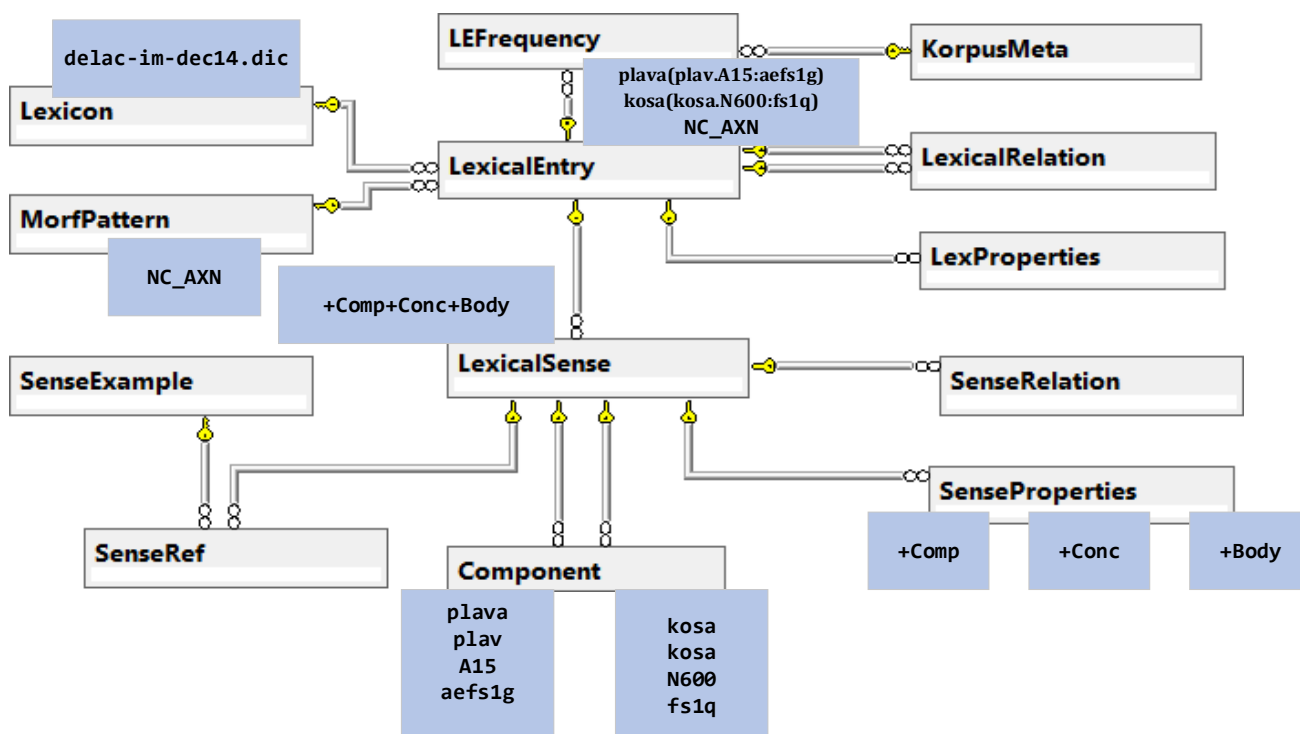 delac-im-dec14.dic
Lexicon
LEFrequency
KorpusMeta
plava(plav.A15:aefs1g)
kosa(kosa.N600:fs1q)
NC_AXN
LexicalEntry
LexicalRelation
MorfPattern
NC_AXN
LexProperties
+Comp+Conc+Body
LexicalSense
SenseExample
SenseRelation
SenseProperties
+Comp
+Conc
+Body
SenseRef
Component
plava
plav
A15
aefs1g
kosa
kosa
N600
fs1q